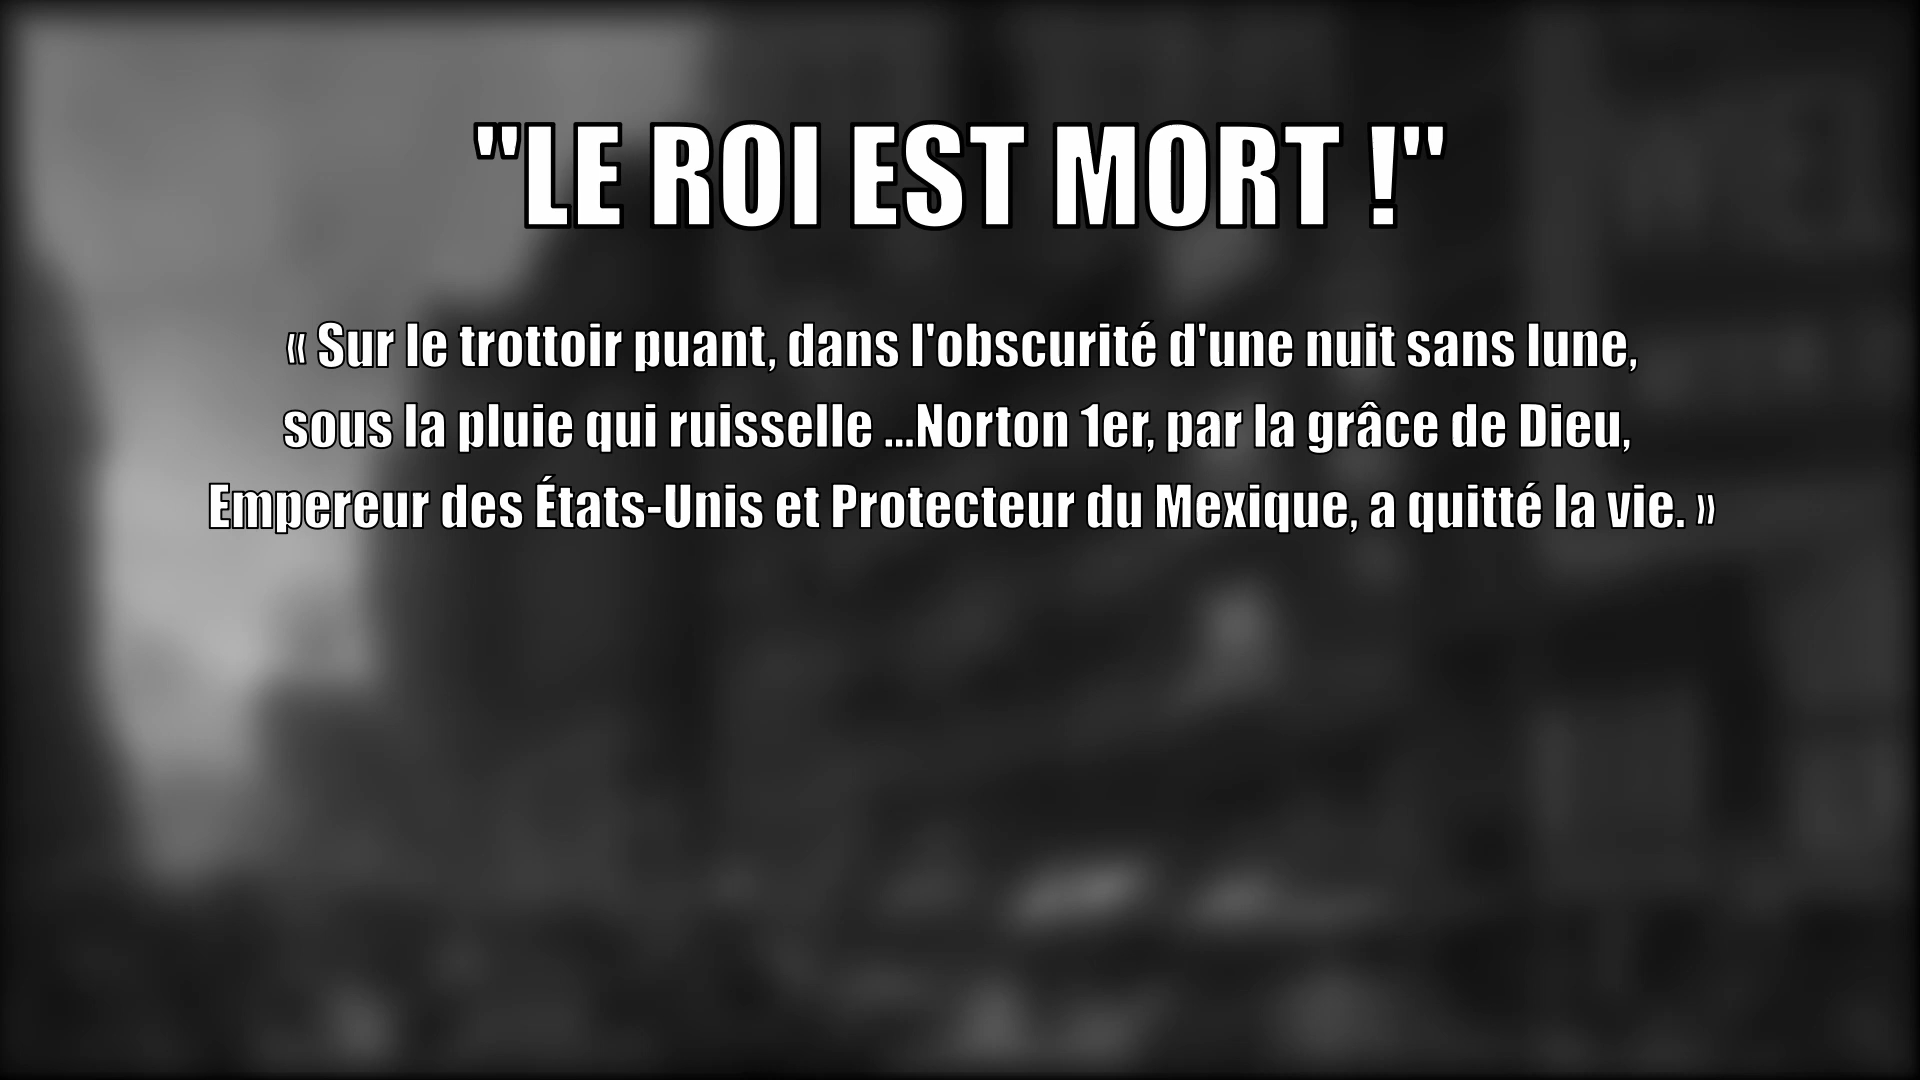 "LE ROI EST MORT !"
« Sur le trottoir puant, dans l'obscurité d'une nuit sans lune,
sous la pluie qui ruisselle ...Norton 1er, par la grâce de Dieu,
Empereur des États-Unis et Protecteur du Mexique, a quitté la vie. »